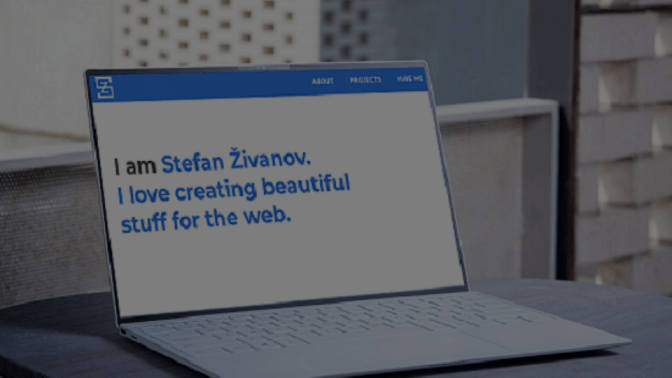 ABOUT PROJECTS HIRE ME
I am Stefan Živanov.
I love creating beautiful
stuff for the web.